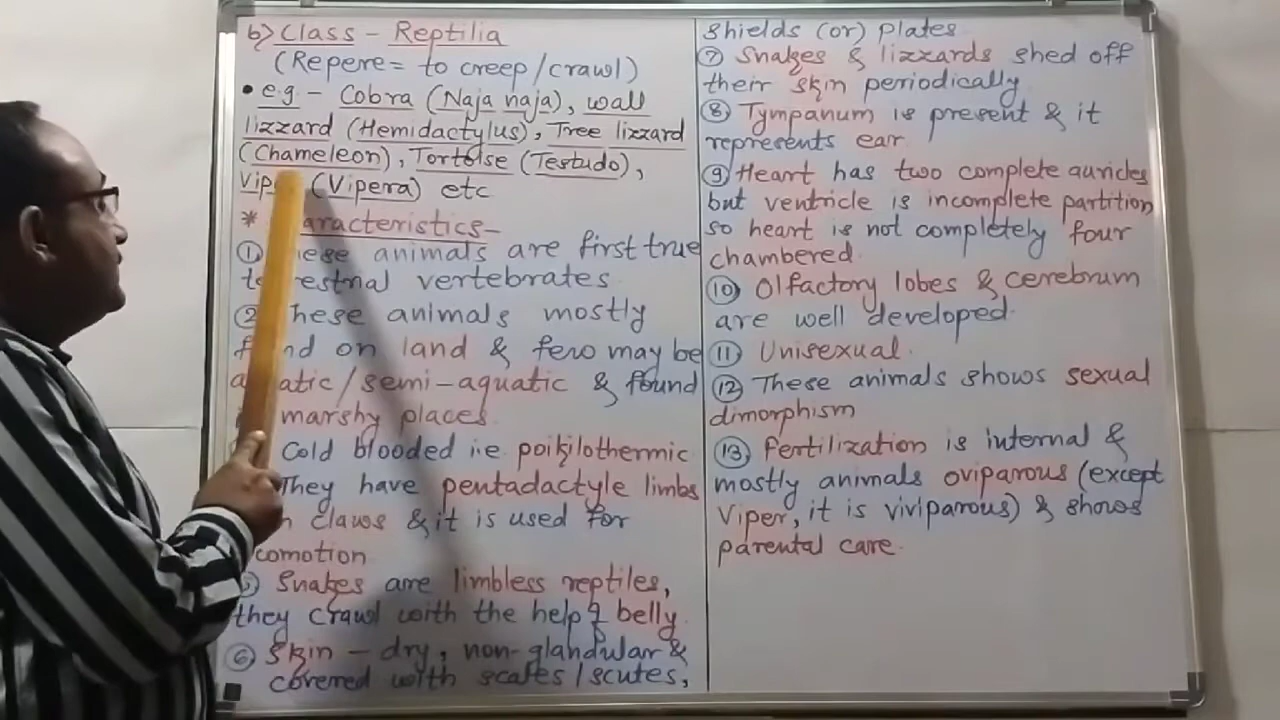 b) Class - Reptilia
(Repere = to creep/crawl)
• e.g - Cobra (Naja naja), wall
lizzard (Hemidactylus), Tree lizzard
(Chameleon), Tortoise (Testudo),
(Vipera) etc
*
① animals are first true
vertebrates
② animals mostly
on land & few may be
/semi-aquatic & found
marshy places
Cold blooded i.e. poikilothermic
They have pentadactyle limbs
claws & it is used for
Snakes are limbless reptiles,
they crawl with the help of belly
⑥ Skin - dry, non-glandular &
covered with scales/scutes,
shields (or) plates
⑦ Snakes & lizzards shed off
their skin periodically
⑧ Tympanum is present & it
represents ear
⑨ Heart has two complete auricles
but ventricle is incomplete partition
so heart is not completely four
chambered
⑩ Olfactory lobes & cerebrum
are well developed
⑪ Unisexual
⑫ These animals shows sexual
dimorphism
⑬ Fertilization is internal &
mostly animals oviparous (except
Viper, it is viviparous) & shows
parental care